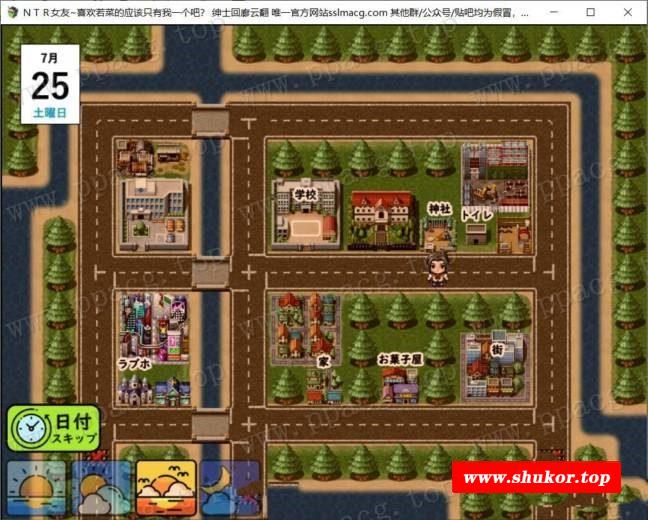 NTR女友~喜欢若菜的应该只有我一个吧? 绅士回廊云翻 唯一官方网站sslmacg.com 其他群/公众号/贴吧均为假冒, ...
7月
25
土曜日
学校
神社
トイレ
ラブホ
家
お菓子屋
街
日付
スキップ
www.shukor.top
www.ppacg.top